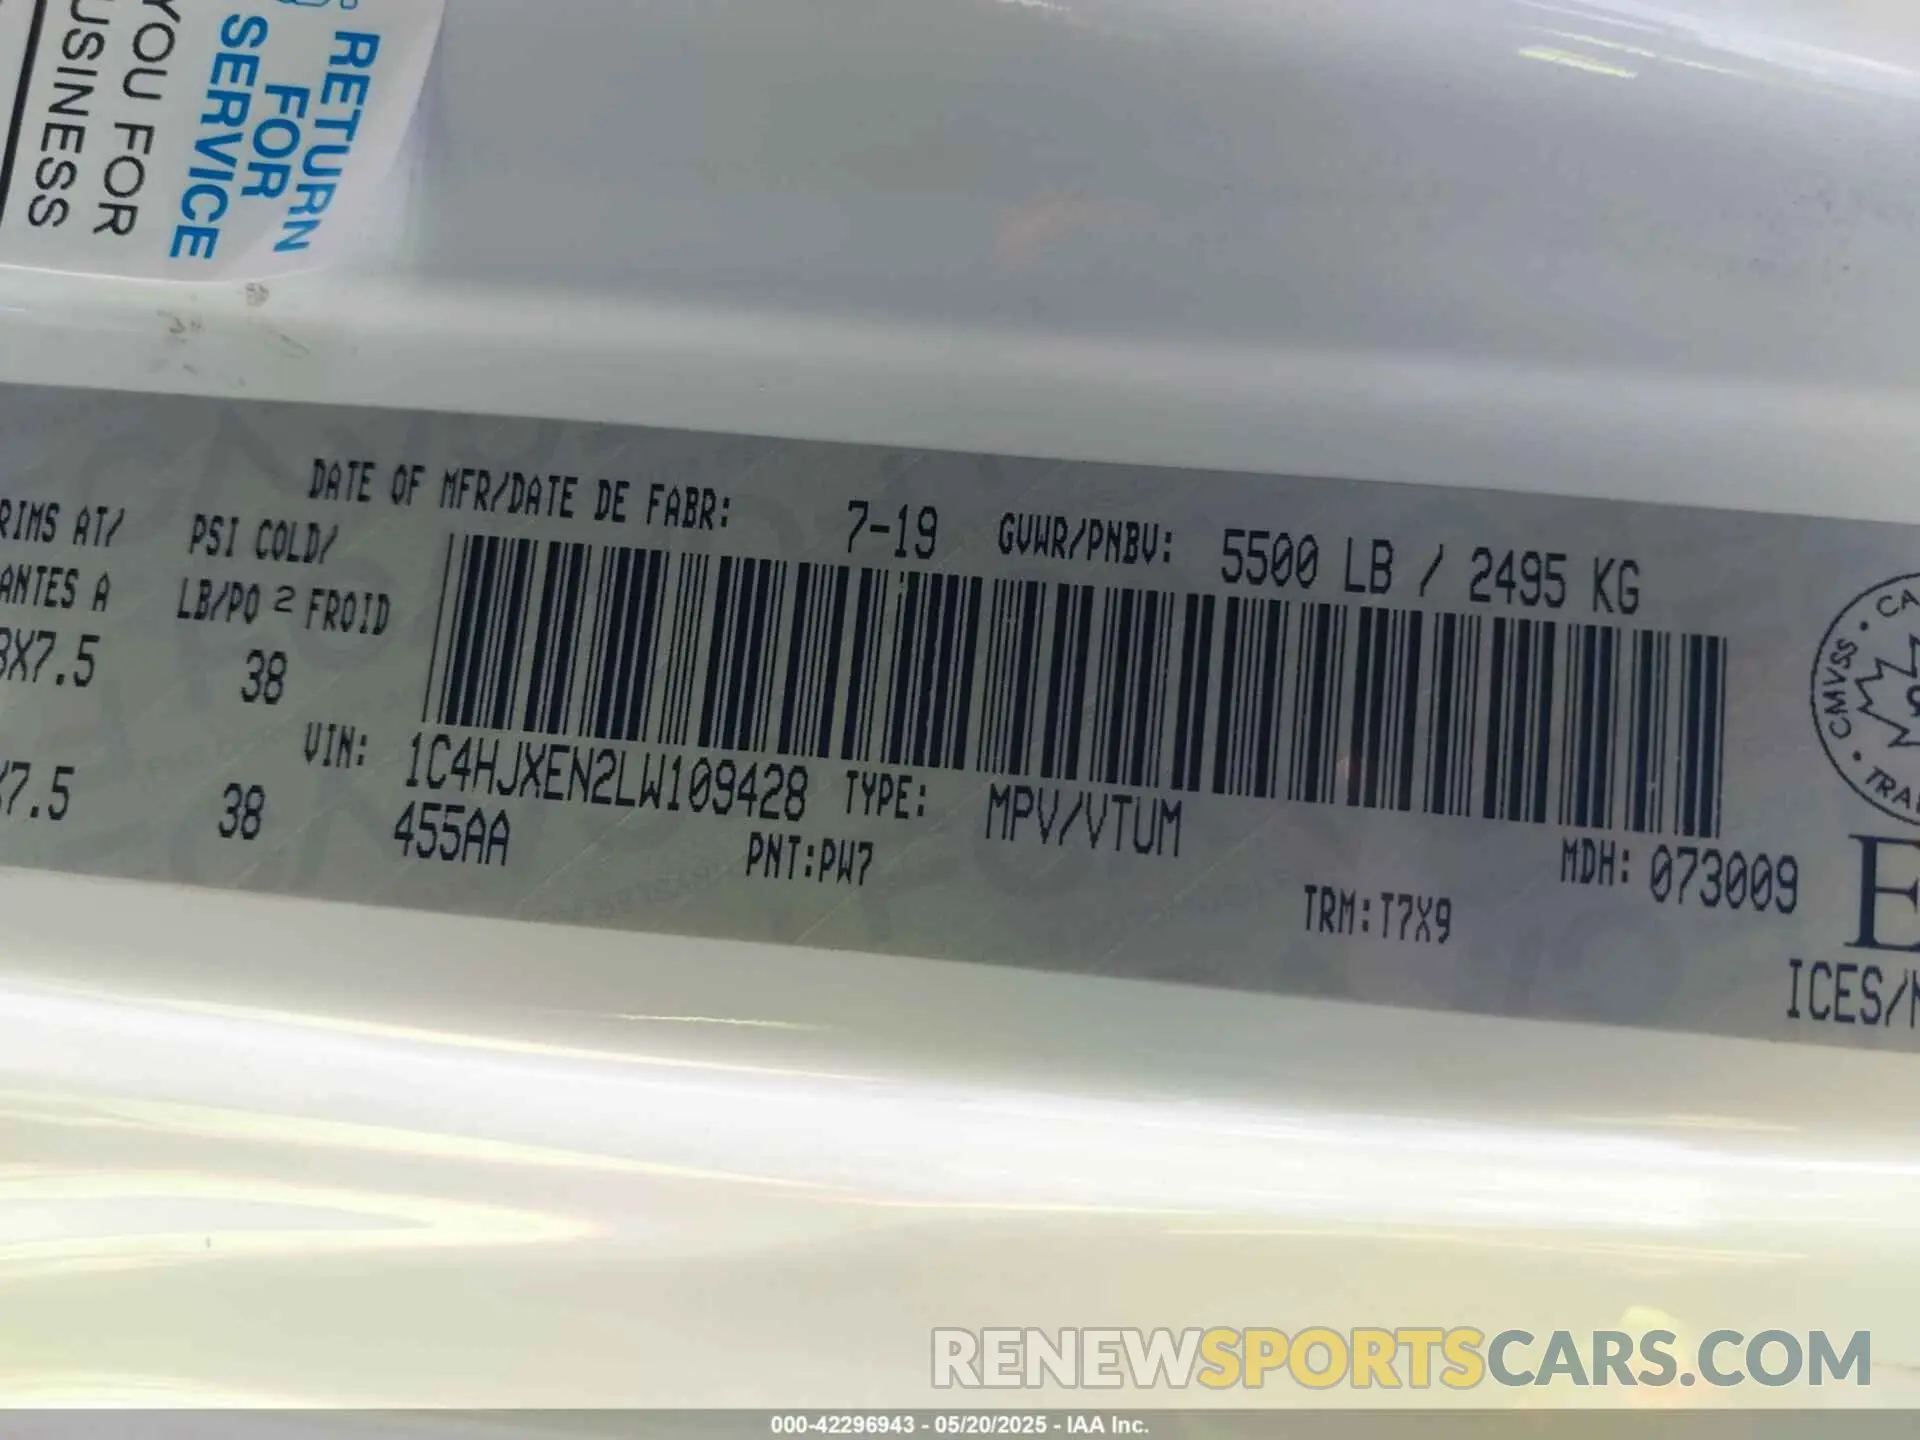 RETURN
FOR
SERVICE
YOU FOR
USINESS
DATE OF MFR/DATE DE FABR: 7-19 GVWR/PNBV: 5500 LB / 2495 KG
RIMS AT/ PSI COLD/
ANTES A LB/PO 2 FROID
X7.5 38
VIN: 1C4HJXEN2LW109428 TYPE: MPV/VTUM MDH: 073009
X7.5 38 455AA PNT:PW7 TRM:T7X9
CMVSS
E
ICES/
RENEWSPORTSCARS.COM
000-42296943 - 05/20/2025 - IAA Inc.